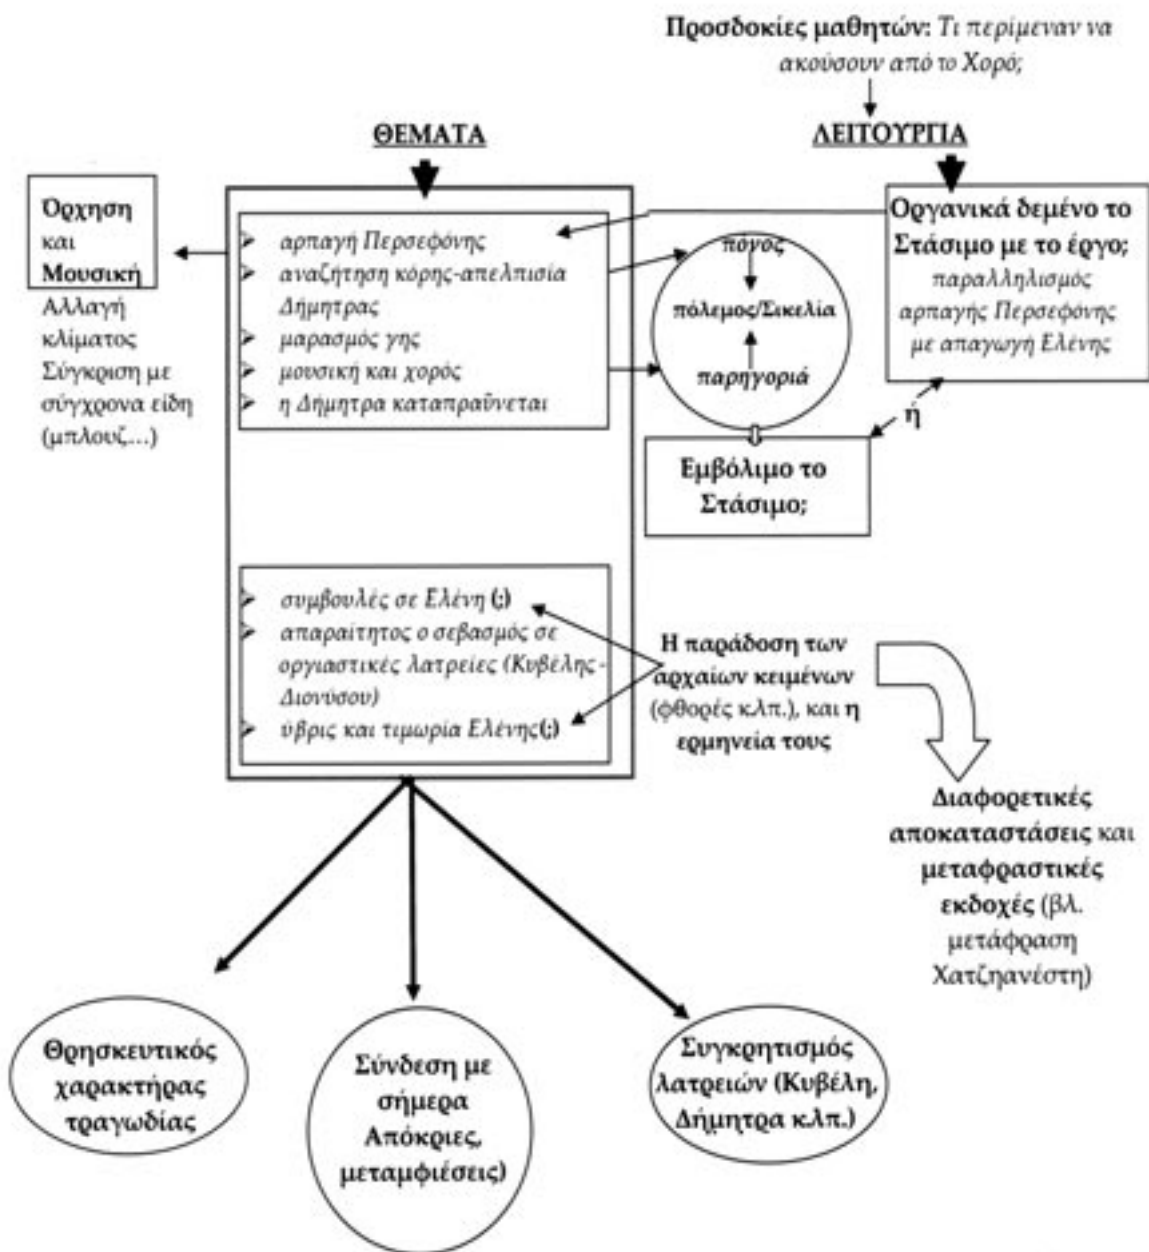 Προσδοκίες μαθητών: Τι περίμεναν να
ακούσουν από το Χορό;
ΘΕΜΑΤΑ
ΛΕΙΤΟΥΡΓΙΑ
Όρχηση
και
Μουσική
Αλλαγή
κλίματος
Σύγκριση με
σύγχρονα είδη
(μπλουζ,...)
αρπαγή Περσεφόνης
αναζήτηση κόρης-απελπισία
Δήμητρας
μαρασμός γης
μουσική και χορός
η Δήμητρα καταπραΰνεται
πόνος
πόλεμος/Σικελία
παρηγοριά
Οργανικά δεμένο το
Στάσιμο με το έργο;
παραλληλισμός
αρπαγής Περσεφόνης
με απαγωγή Ελένης
ή
Εμβόλιμο το
Στάσιμο;
συμβουλές σε Ελένη (;)
απαραίτητος ο σεβασμός σε
οργιαστικές λατρείες (Κυβέλης-
Διονύσου)
ύβρις και τιμωρία Ελένης(;)
Η παράδοση των
αρχαίων κειμένων
(φθορές κ.λπ.), και η
ερμηνεία τους
Διαφορετικές
αποκαταστάσεις και
μεταφραστικές
εκδοχές (βλ.
μετάφραση
Χατζηανέστη)
Θρησκευτικός
χαρακτήρας
τραγωδίας
Σύνδεση με
σήμερα
Απόκριες,
μεταμφιέσεις)
Συγκρητισμός
λατρειών (Κυβέλη,
Δήμητρα κ.λπ.)